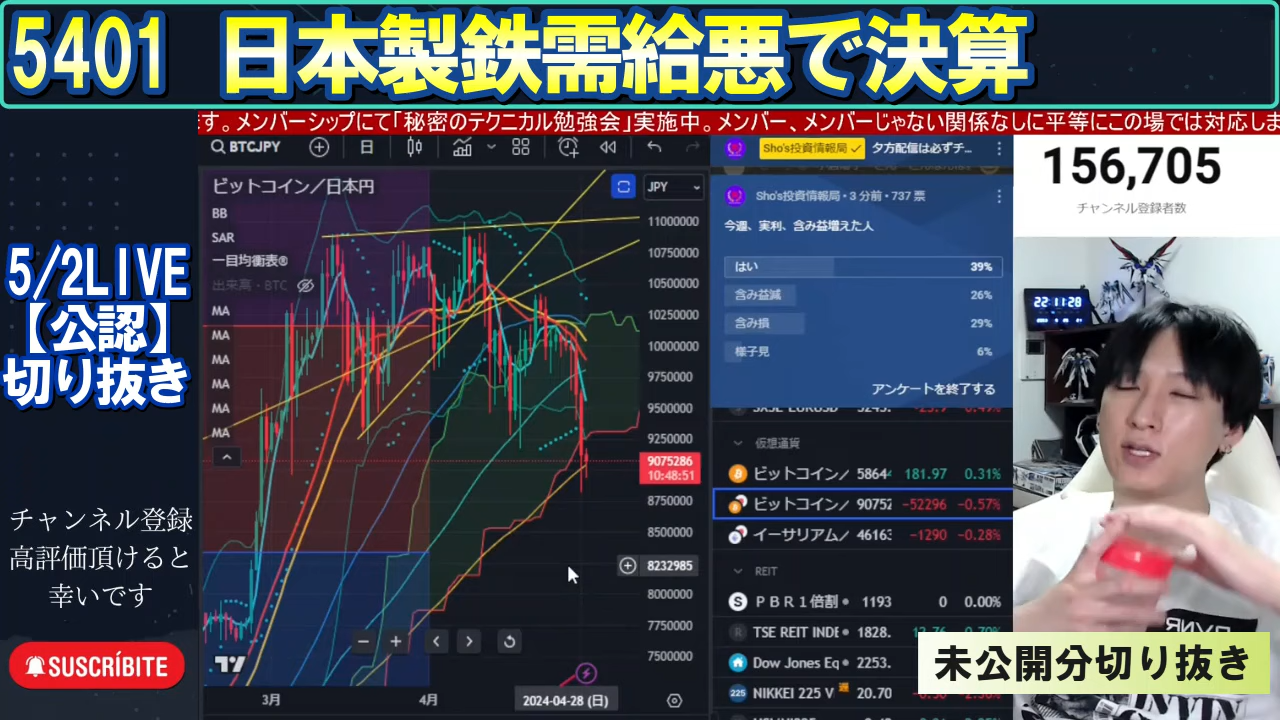 5401 日本製鉄需給悪で決算
す。メンバーシップにて「秘密のテクニカル勉強会」実施中。メンバー、メンバーじゃない関係なしに平等にこの場では対応しま
5/2LIVE
【公認】
切り抜き
チャンネル登録
高評価頂けると
幸いです
SUSCRÍBITE
BTCJPY
日
ビットコイン／日本円
JPY
BB
SAR
一目均衡表
出来高・BTC
MA
MA
MA
MA
MA
MA
11000000
10750000
10500000
10250000
10000000
9750000
9500000
9250000
9075286
10:48:51
8750000
8500000
8232985
8000000
7750000
7500000
3月
4月
2024-04-28 (日)
Sho's投資情報局
夕方配信は必ずチ...
Sho's投資情報局・3 分前・737 票
今週、実利、含み益増えた人
はい 39%
含み益減 26%
含み損 29%
様子見 6%
アンケートを終了する
仮想通貨
ビットコイン／ 5864 181.97 0.31%
ビットコイン／ 90752 −52296 −0.57%
イーサリアム／ 46163 −1290 −0.28%
REIT
ＰＢＲ１倍割 1193 0 0.00%
TSE REIT INDE 1828.
Dow Jones Eq 2253.
NIKKEI 225 V 20.70
156,705
チャンネル登録者数
22:11:28
未公開分切り抜き